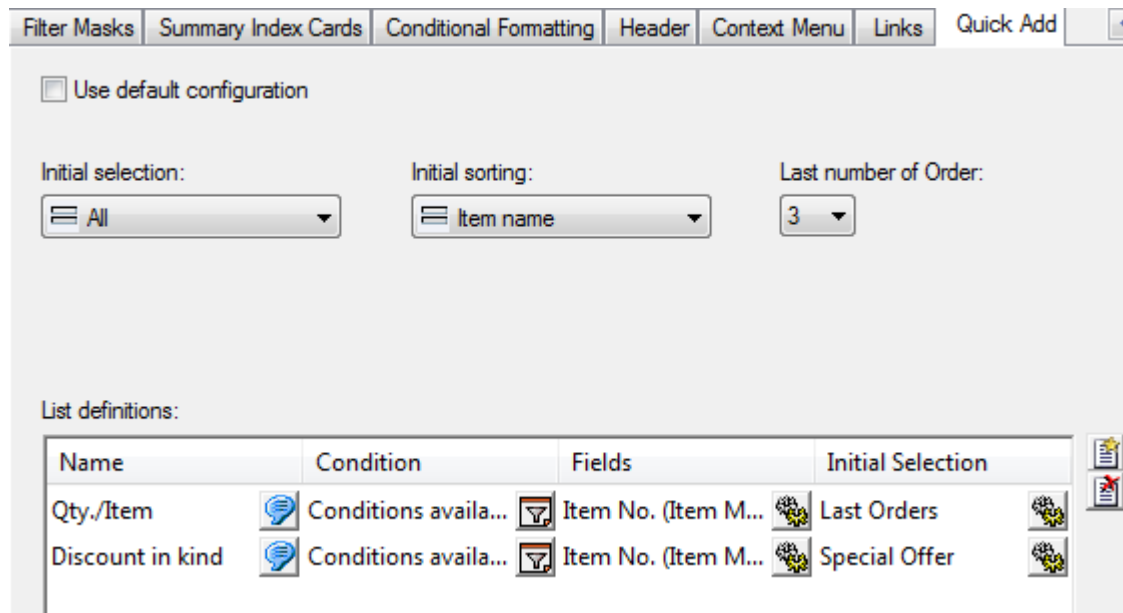 Filter Masks Summary Index Cards Conditional Formatting Header Context Menu Links Quick Add
Use default configuration
Initial selection: Initial sorting: Last number of Order:
All Item name 3
List definitions:
Name Condition Fields Initial Selection
Qty./Item Conditions availa... Item No. (Item M... Last Orders
Discount in kind Conditions availa... Item No. (Item M... Special Offer